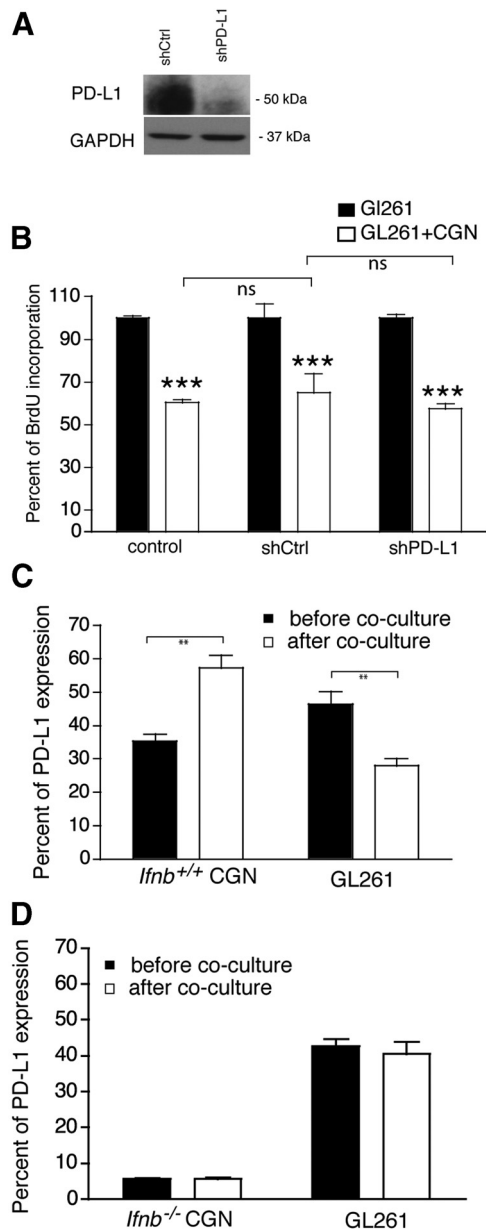 A
shCtrl
shPD-L1
PD-L1
- 50 kDa
GAPDH
- 37 kDa
B
Gl261
GL261+CGN
ns
ns
Percent of BrdU incorporation
110
90
70
50
30
10
0
***
***
***
control
shCtrl
shPD-L1
C
before co-culture
after co-culture
Percent of PD-L1 expression
70
60
50
40
30
20
10
0
**
**
Ifnb+/+ CGN
GL261
D
before co-culture
after co-culture
Percent of PD-L1 expression
70
60
50
40
30
20
10
0
Ifnb-/- CGN
GL261